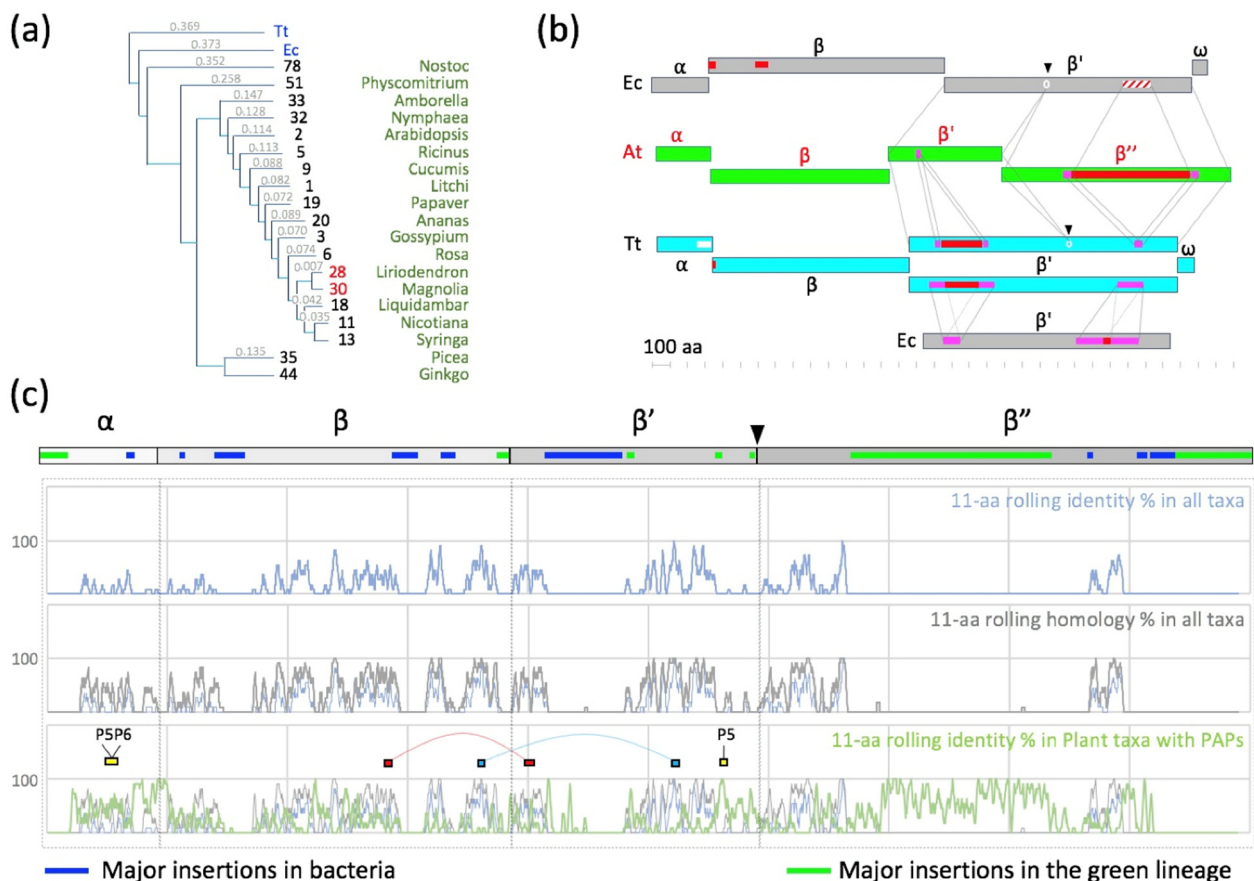 (a)
0.369 Tt
0.373 Ec
0.352 78 Nostoc
0.258 51 Physcomitrium
0.147 33 Amborella
0.128 32 Nymphaea
0.114 2 Arabidopsis
0.113 5 Ricinus
0.088 9 Cucumis
0.082 1 Litchi
0.072 19 Papaver
0.089 20 Ananas
0.070 3 Gossypium
0.074 6 Rosa
0.007 28 Liriodendron
30 Magnolia
0.042 18 Liquidambar
0.035 11 Nicotiana
13 Syringa
0.135 35 Picea
44 Ginkgo
(b)
Ec α β β' ω
0
At α β β' β''
Tt α β β' ω
0
Ec β'
100 aa
(c)
α β β’ β’’
11-aa rolling identity % in all taxa
100
11-aa rolling homology % in all taxa
100
P5P6 P5 11-aa rolling identity % in Plant taxa with PAPs
100
Major insertions in bacteria Major insertions in the green lineage